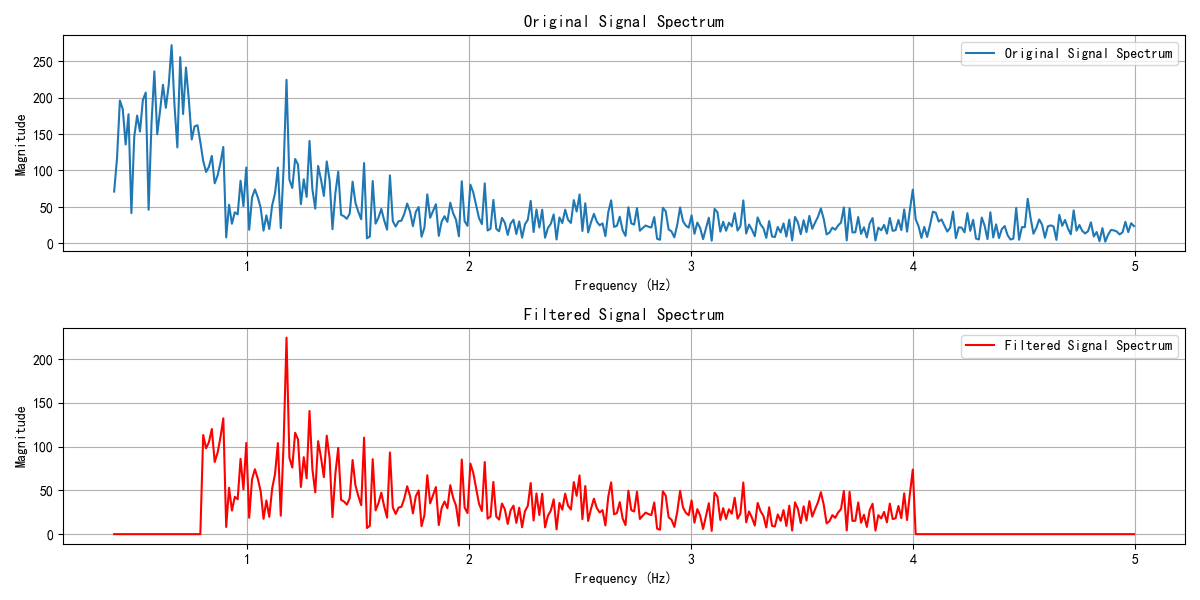 Original Signal Spectrum
Original Signal Spectrum
Magnitude
250
200
150
100
50
0
1
2
3
4
5
Frequency (Hz)
Filtered Signal Spectrum
Filtered Signal Spectrum
Magnitude
200
150
100
50
0
1
2
3
4
5
Frequency (Hz)